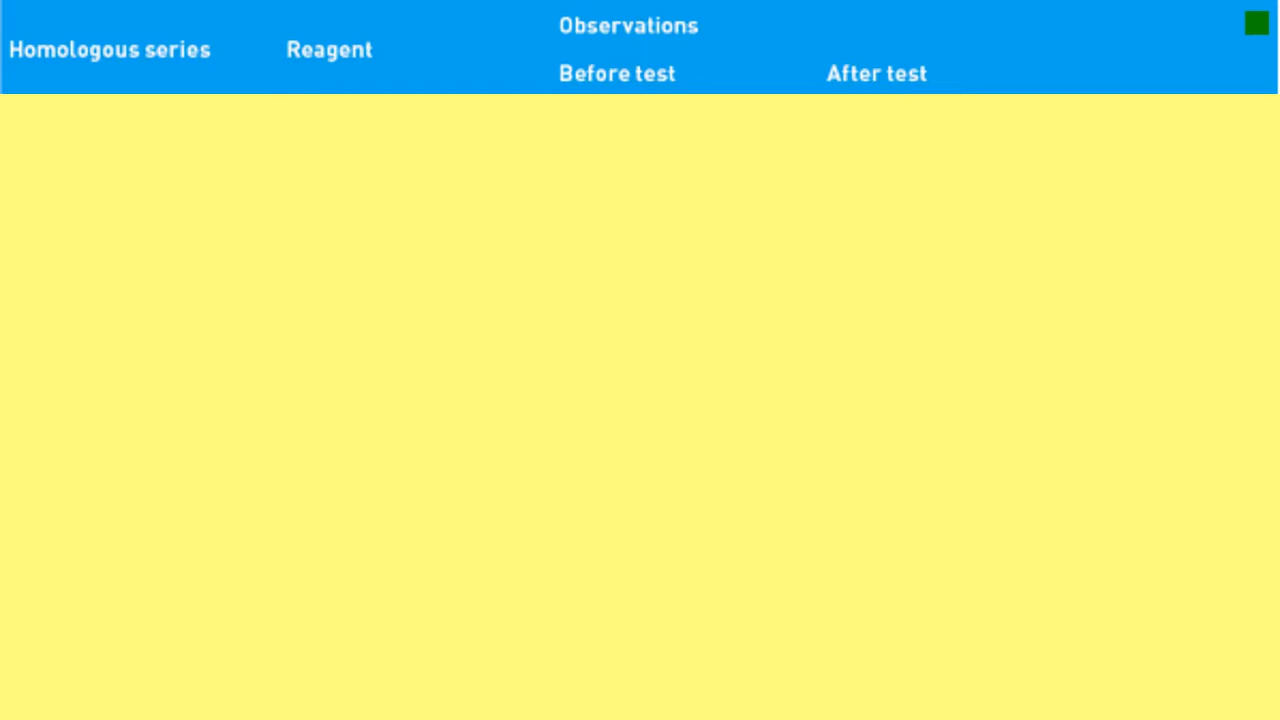 Homologous series
Reagent
Observations
Before test
After test